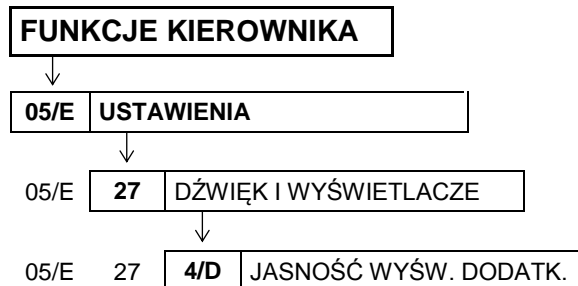 FUNKCJE KIEROWNIKA
05/E USTAWIENIA
05/E 27 DŹWIĘK I WYŚWIETLACZE
05/E 27 4/D JASNOŚĆ WYŚW. DODATK.